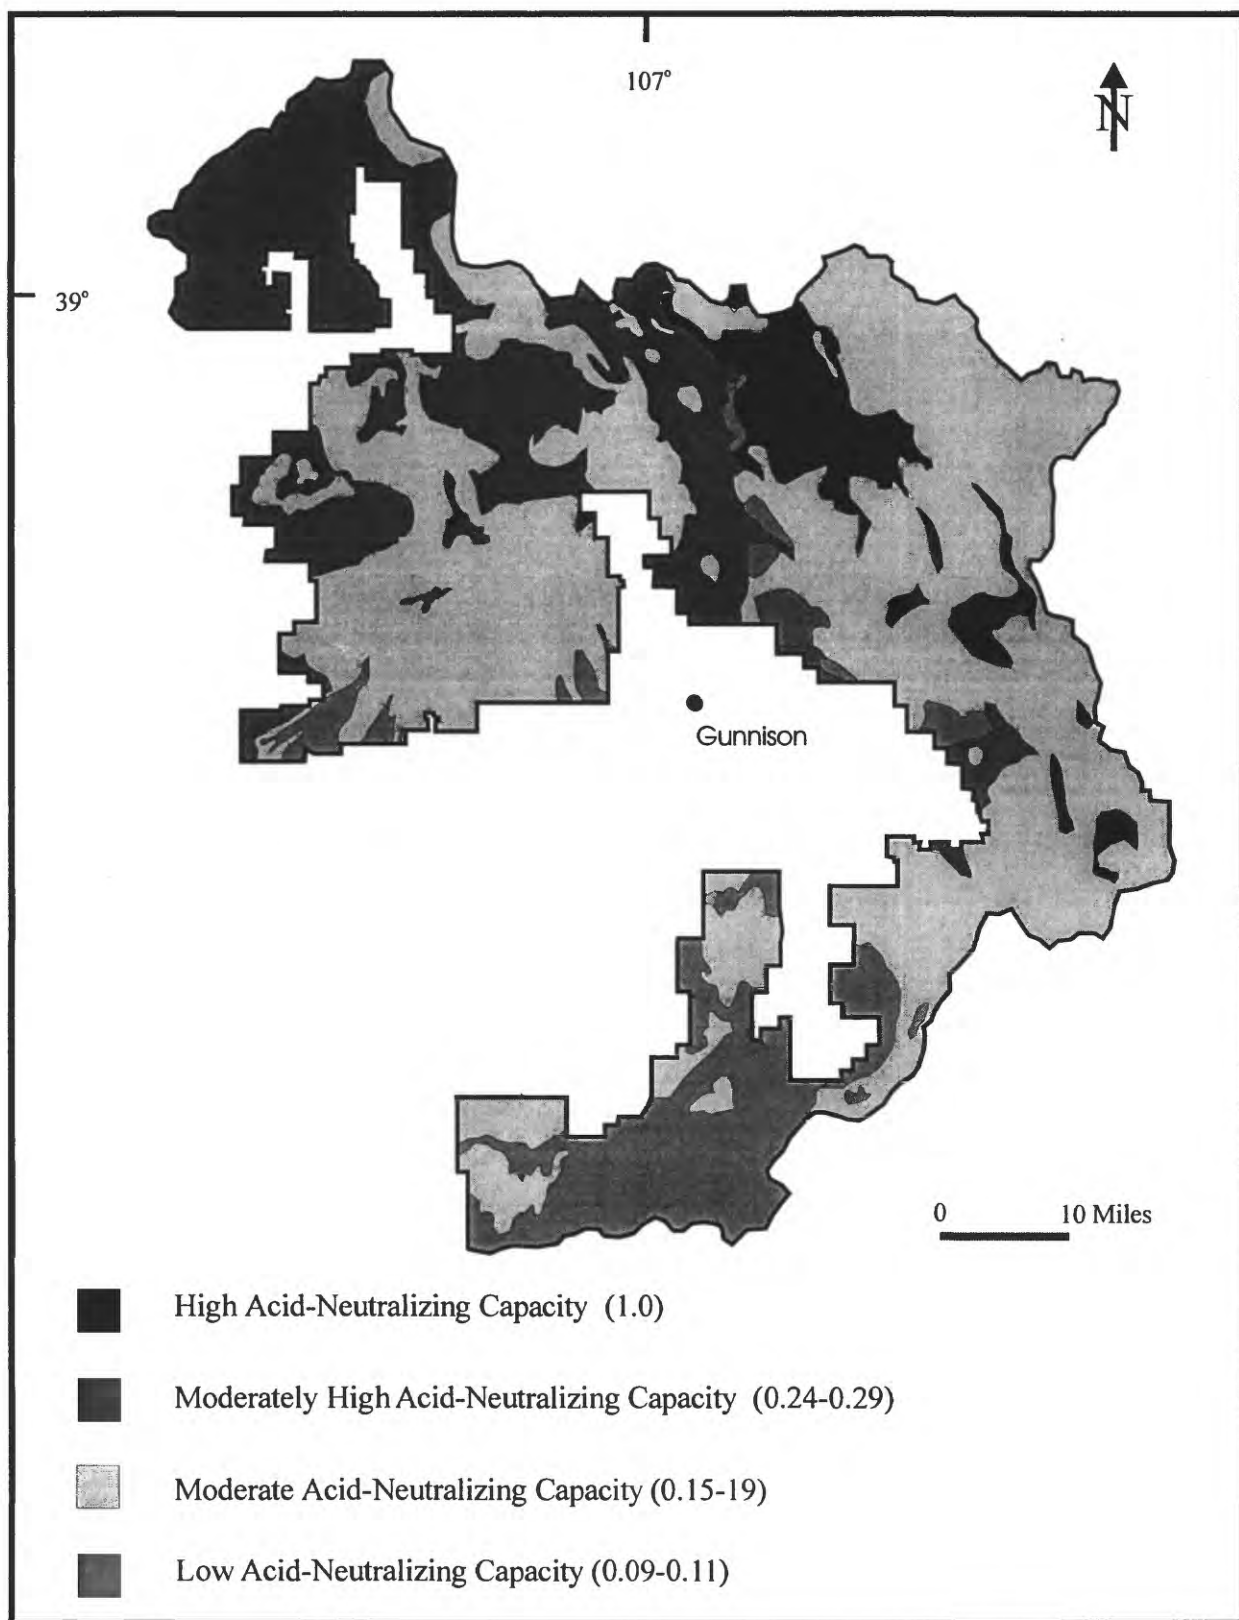 107°
N
39°
Gunnison
0 10 Miles
High Acid-Neutralizing Capacity (1.0)
Moderately High Acid-Neutralizing Capacity (0.24-0.29)
Moderate Acid-Neutralizing Capacity (0.15-19)
Low Acid-Neutralizing Capacity (0.09-0.11)